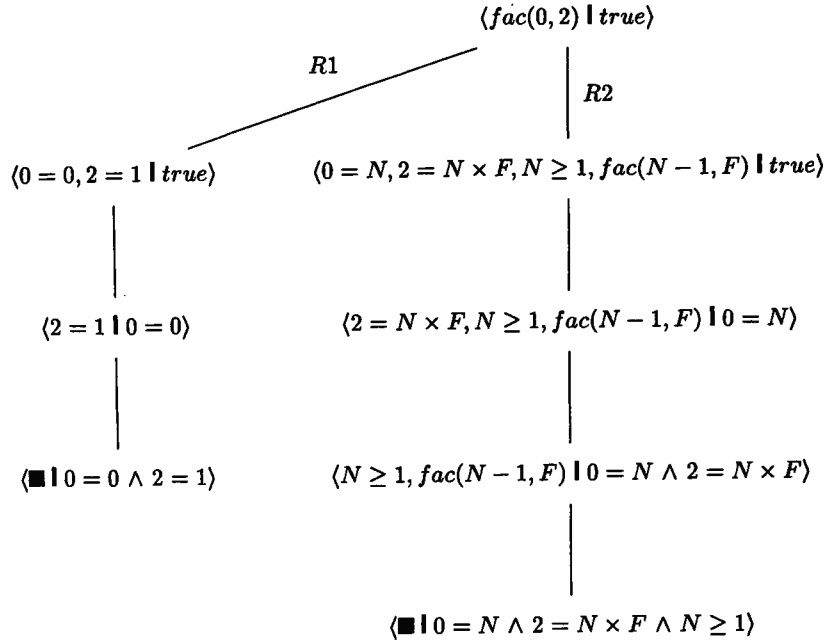 ⟨fac(0, 2) ❙ true⟩
R1
R2
⟨0 = 0, 2 = 1 ❙ true⟩
⟨0 = N, 2 = N × F, N ≥ 1, fac(N − 1, F) ❙ true⟩
⟨2 = 1 ❙ 0 = 0⟩
⟨2 = N × F, N ≥ 1, fac(N − 1, F) ❙ 0 = N⟩
⟨■ ❙ 0 = 0 ∧ 2 = 1⟩
⟨N ≥ 1, fac(N − 1, F) ❙ 0 = N ∧ 2 = N × F⟩
⟨■ ❙ 0 = N ∧ 2 = N × F ∧ N ≥ 1⟩